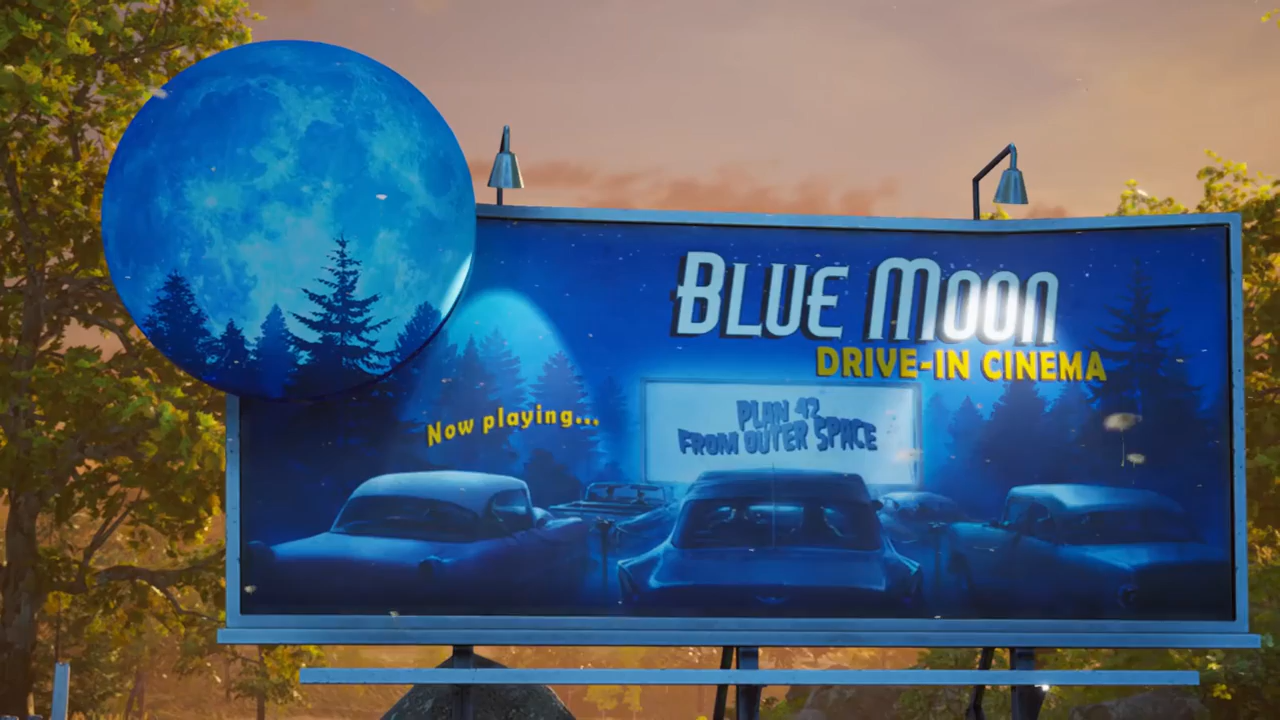 BLUE MOON
DRIVE-IN CINEMA
Now playing...
PLAN 42
FROM OUTER SPACE